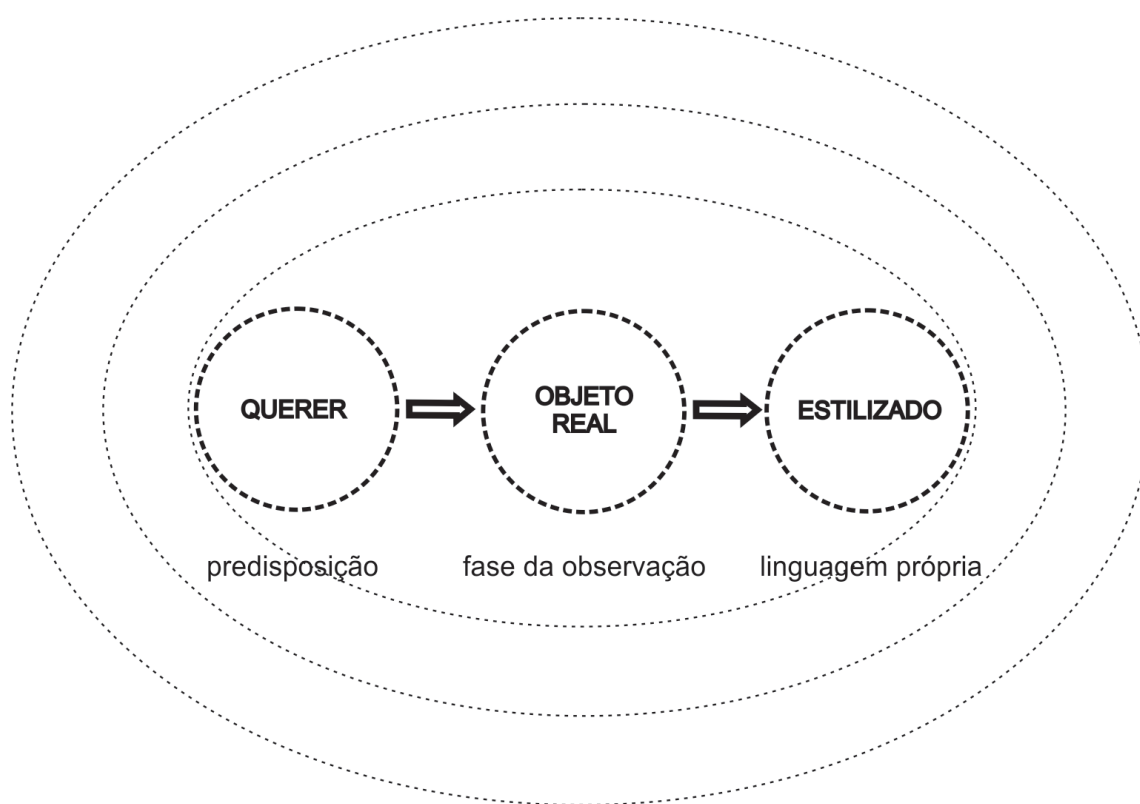 QUERER
OBJETO
REAL
ESTILIZADO
predisposição
fase da observação
linguagem própria